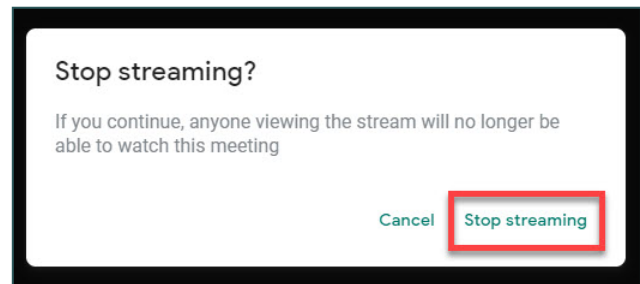 Stop streaming?
If you continue, anyone viewing the stream will no longer be
able to watch this meeting
Cancel Stop streaming